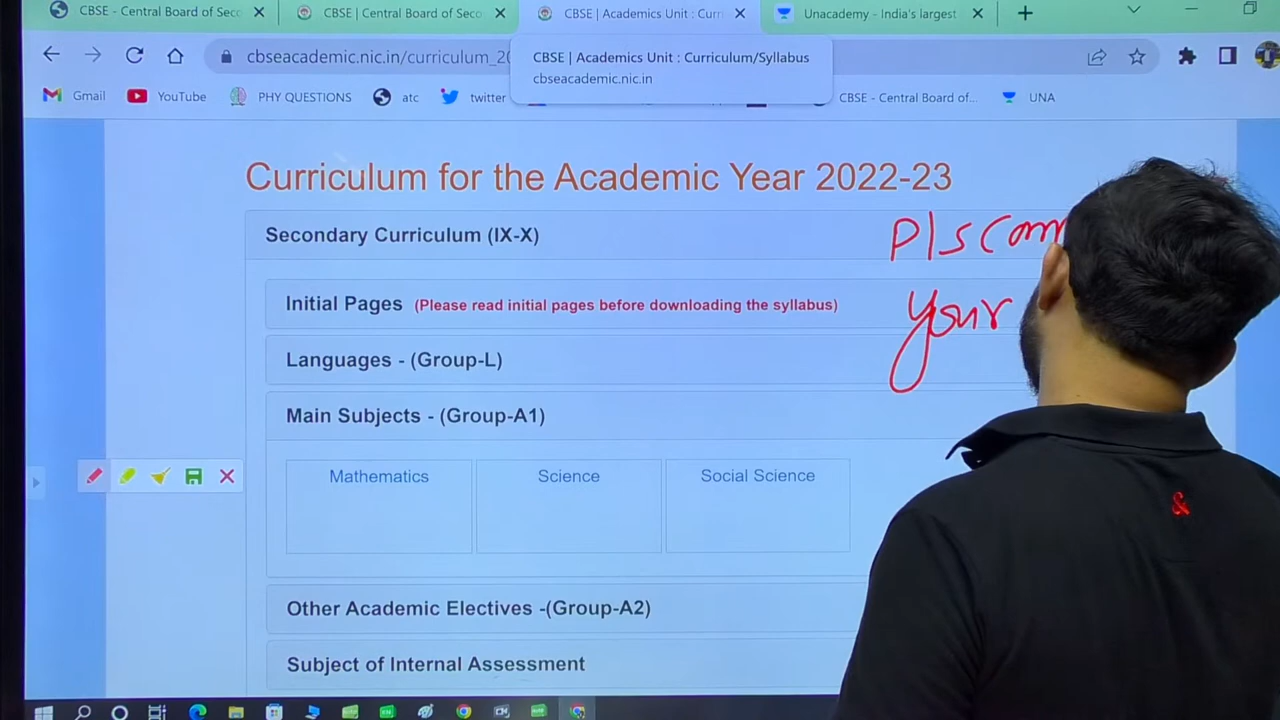 CBSE - Central Board of Seco
CBSE | Central Board of Seco
CBSE | Academics Unit : Curr
Unacademy - India's largest
cbseacademic.nic.in/curriculum_20
CBSE | Academics Unit : Curriculum/Syllabus
cbseacademic.nic.in
Gmail
YouTube
PHY QUESTIONS
atc
twitter
CBSE - Central Board of...
UNA
Curriculum for the Academic Year 2022-23
Secondary Curriculum (IX-X)
Pls Com
Initial Pages (Please read initial pages before downloading the syllabus)
your
Languages - (Group-L)
Main Subjects - (Group-A1)
Mathematics
Science
Social Science
&
Other Academic Electives -(Group-A2)
Subject of Internal Assessment